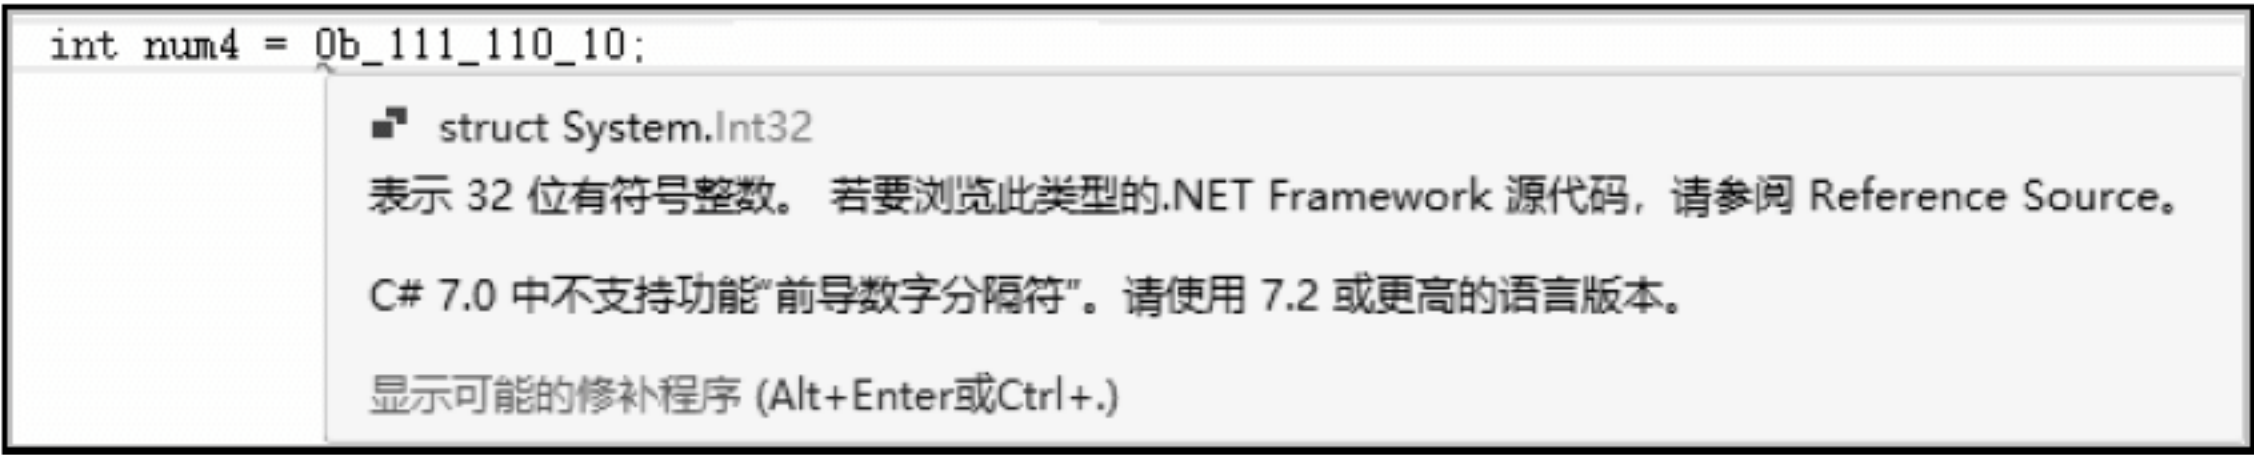 int num4 = 0b_111_110_10;
struct System.Int32
表示 32 位有符号整数。 若要浏览此类型的.NET Framework 源代码，请参阅 Reference Source。
C# 7.0 中不支持功能“前导数字分隔符”。请使用 7.2 或更高的语言版本。
显示可能的修补程序 (Alt+Enter或Ctrl+.)